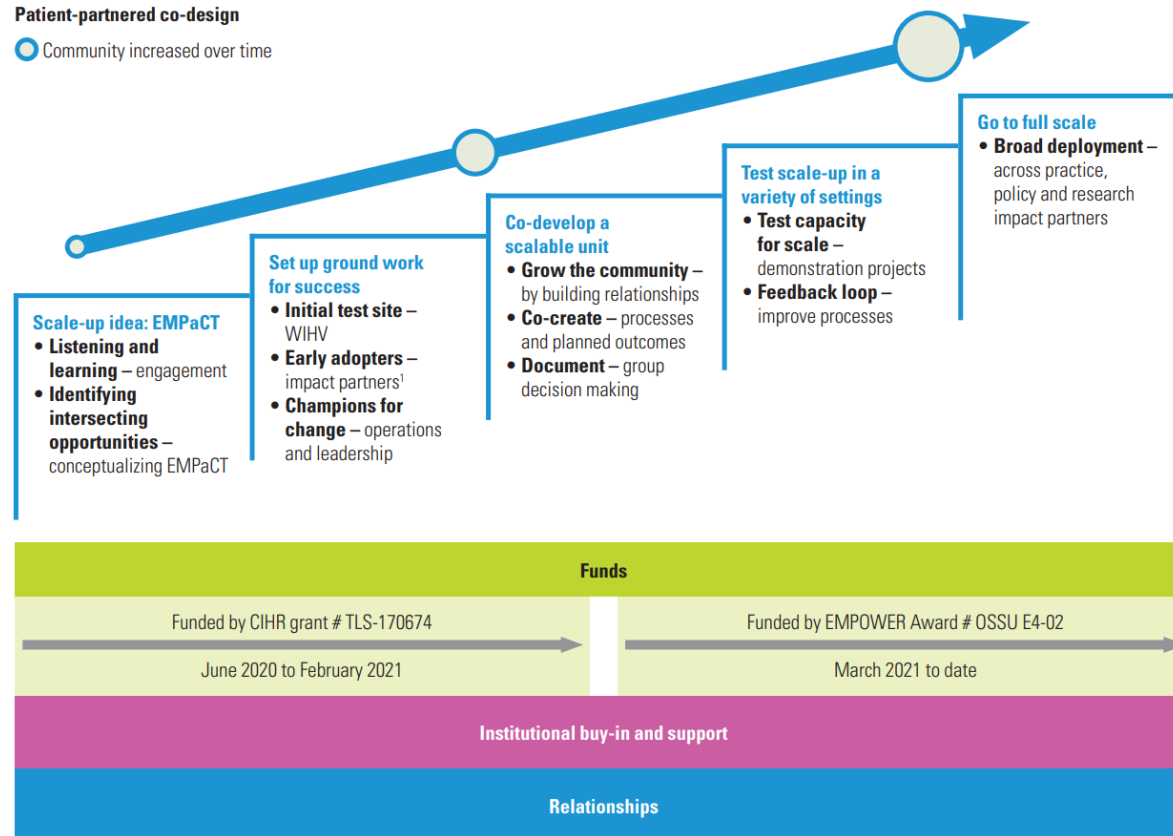 Patient-partnered co-design
Community increased over time
Scale-up idea: EMPaCT
• Listening and
learning – engagement
• Identifying
intersecting
opportunities –
conceptualizing EMPaCT
Set up ground work
for success
• Initial test site –
WIHV
• Early adopters –
impact partners¹
• Champions for
change – operations
and leadership
Co-develop a
scalable unit
• Grow the community –
by building relationships
• Co-create – processes
and planned outcomes
• Document – group
decision making
Test scale-up in a
variety of settings
• Test capacity
for scale –
demonstration projects
• Feedback loop –
improve processes
Go to full scale
• Broad deployment –
across practice,
policy and research
impact partners
Funds
Funded by CIHR grant # TLS-170674
June 2020 to February 2021
Funded by EMPOWER Award # OSSU E4-02
March 2021 to date
Institutional buy-in and support
Relationships